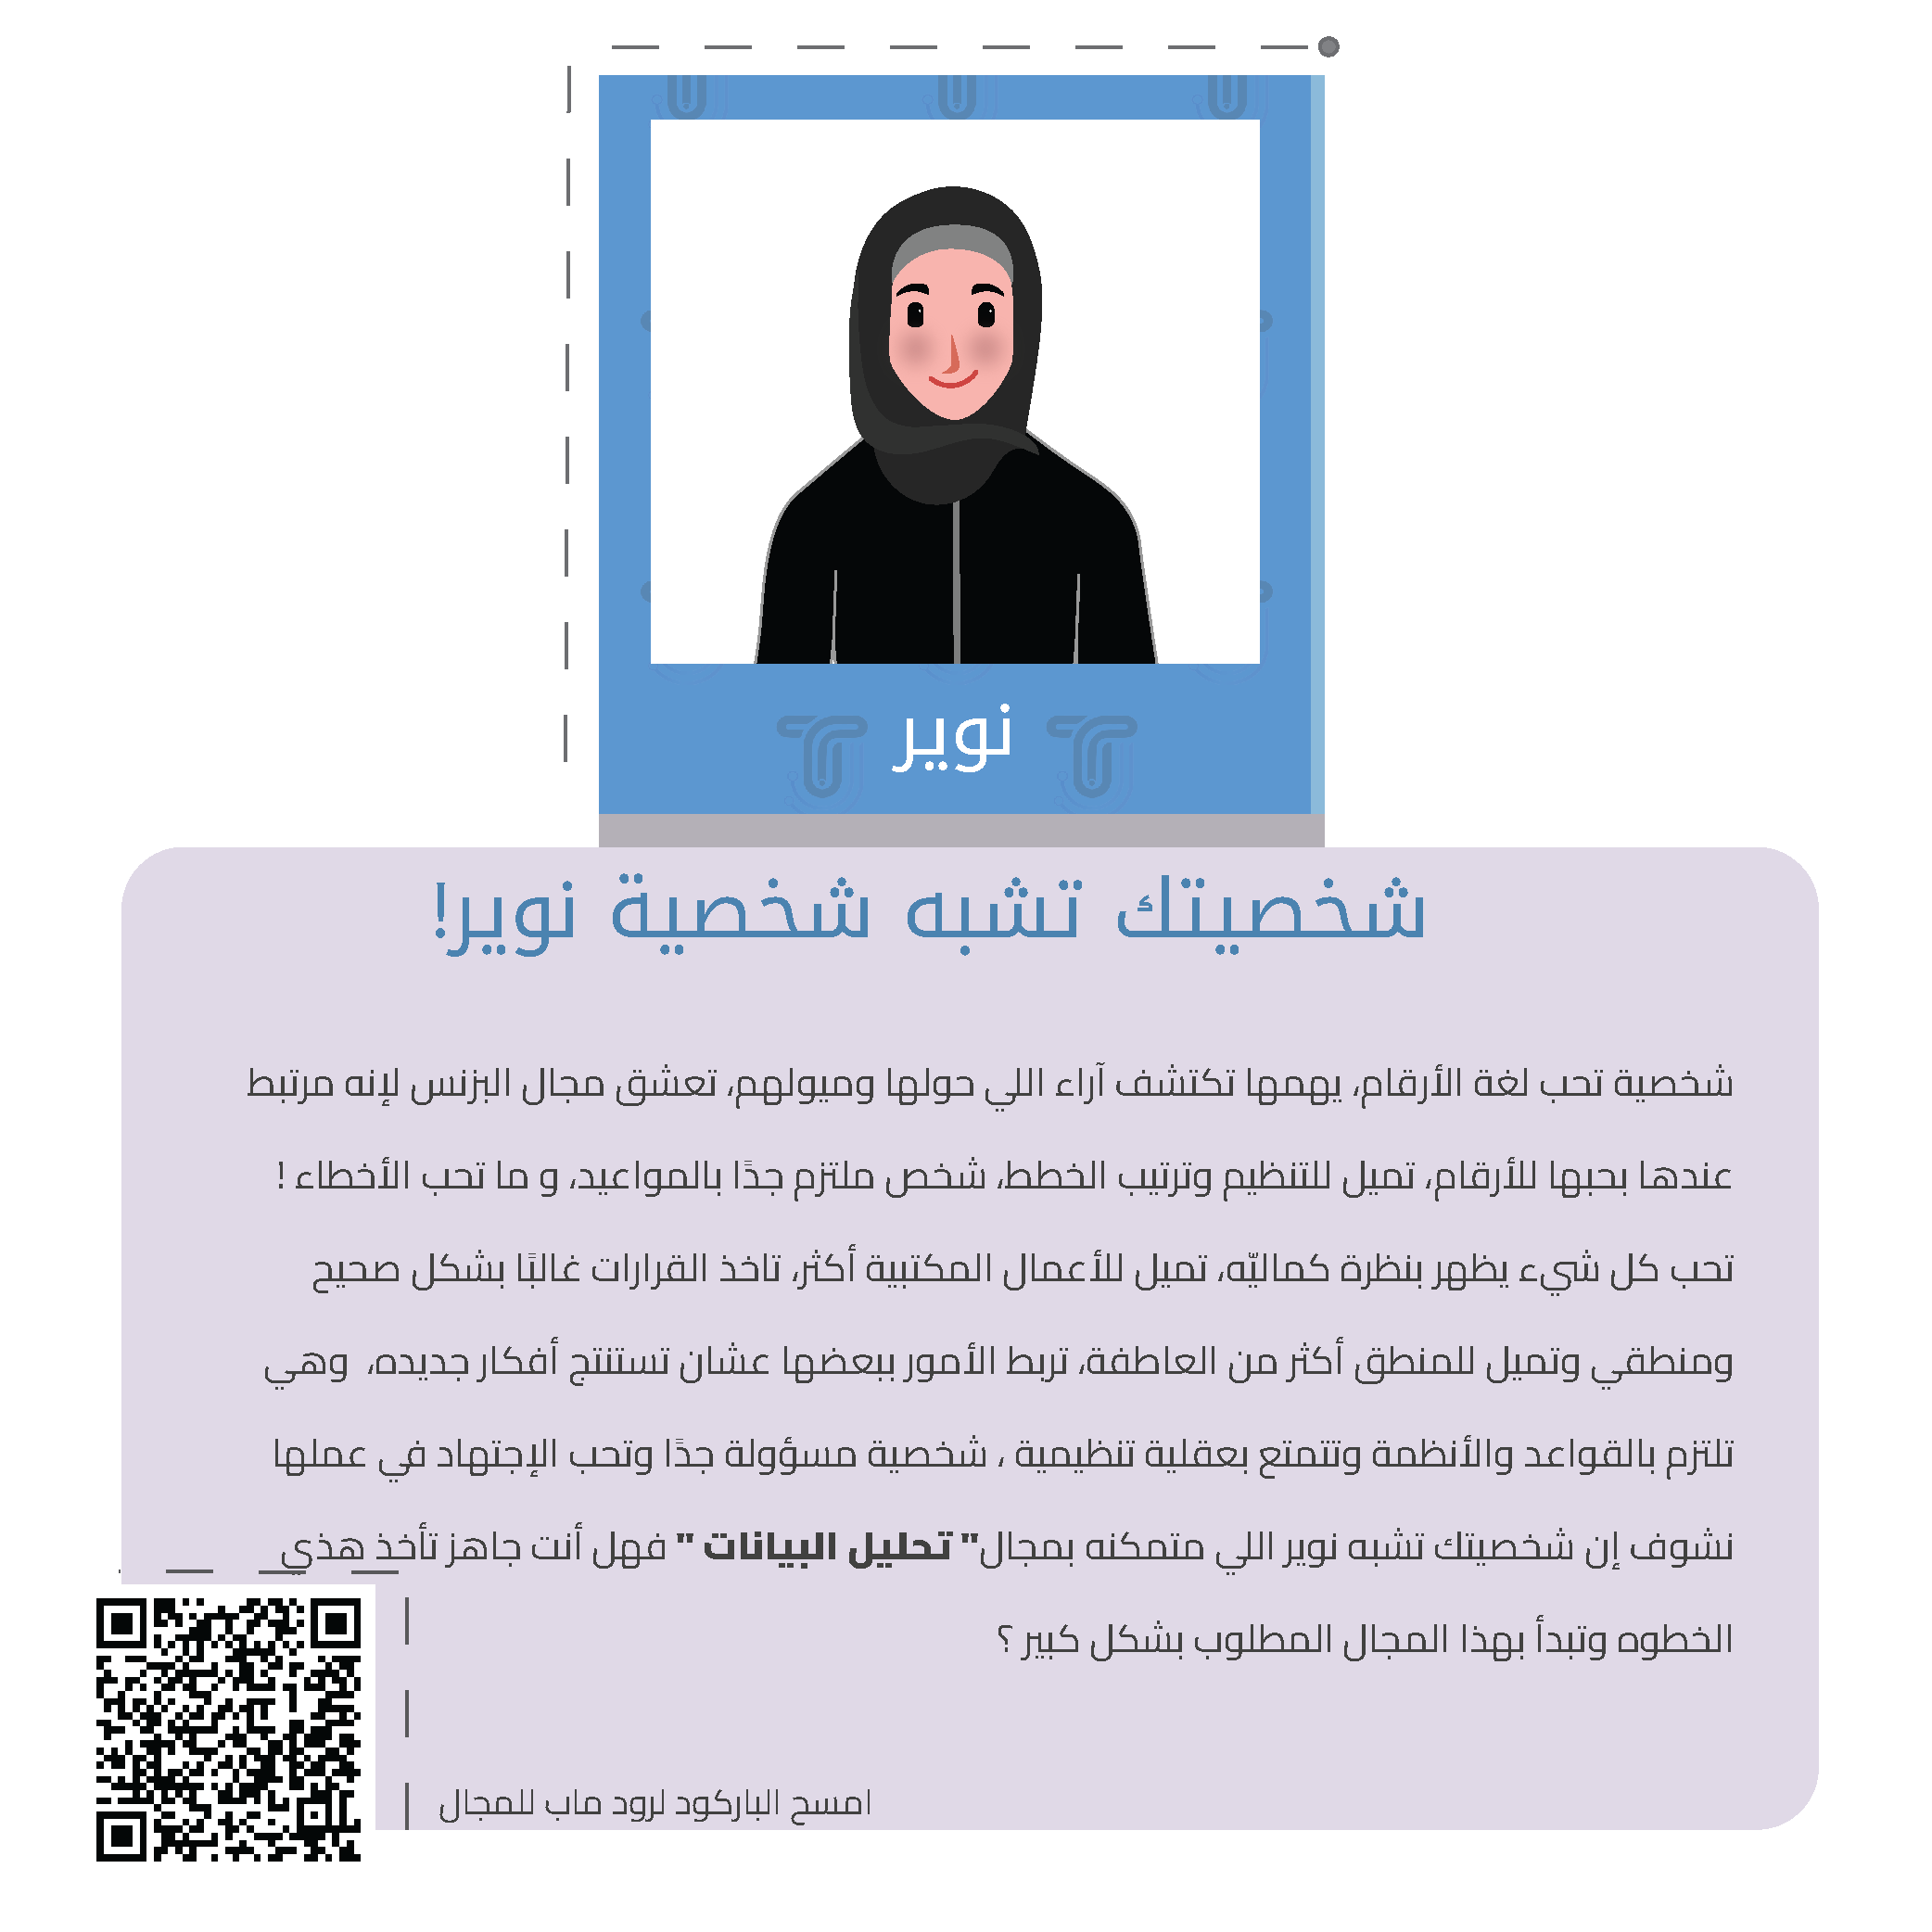 نوير
شخصيتك تشبه شخصية نوير!
شخصية تحب لغة الأرقام، يهمها تكتشف آراء اللي حولها وميولهم، تعشق مجال البزنس لإنه مرتبط
عندها بحبها للأرقام، تميل للتنظيم وترتيب الخطط، شخص ملتزم جدًا بالمواعيد، و ما تحب الأخطاء !
تحب كل شيء يظهر بنظرة كماليّه، تميل للأعمال المكتبية أكثر، تاخذ القرارات غالبًا بشكل صحيح
ومنطقي وتميل للمنطق أكثر من العاطفة، تربط الأمور ببعضها عشان تستنتج أفكار جديده، وهي
تلتزم بالقواعد والأنظمة وتتمتع بعقلية تنظيمية ، شخصية مسؤولة جدًا وتحب الإجتهاد في عملها
نشوف إن شخصيتك تشبه نوير اللي متمكنه بمجال" تحليل البيانات " فهل أنت جاهز تأخذ هذي
الخطوه وتبدأ بهذا المجال المطلوب بشكل كبير ؟
امسح الباركود لرود ماب للمجال